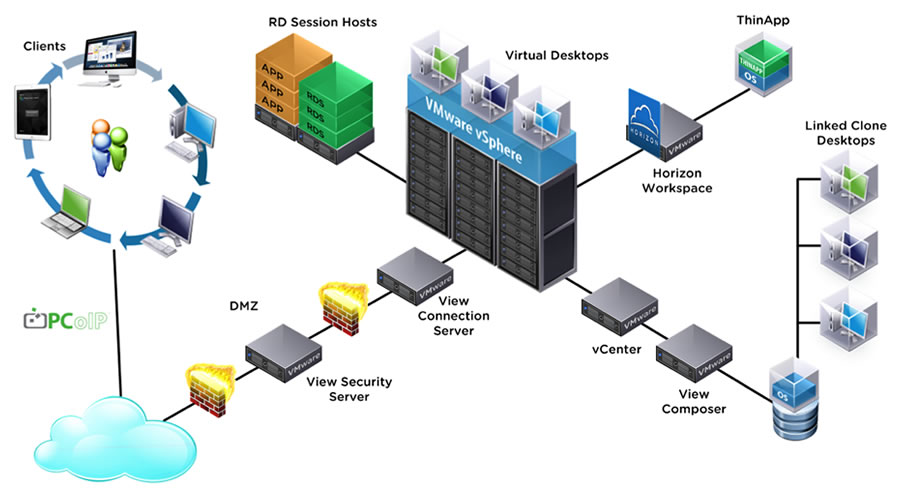 RD Session Hosts
ThinApp
Clients
Virtual Desktops
APP
APP
APP
RDS
RDS
RDS
VMware vSphere
THINAPP
OS
HORIZON
VMware
Linked Clone
Desktops
Horizon
Workspace
DMZ
VMware
View
Connection
Server
PCoIP
VMware
View Security
Server
VMware
vCenter
VMware
View
Composer
OS